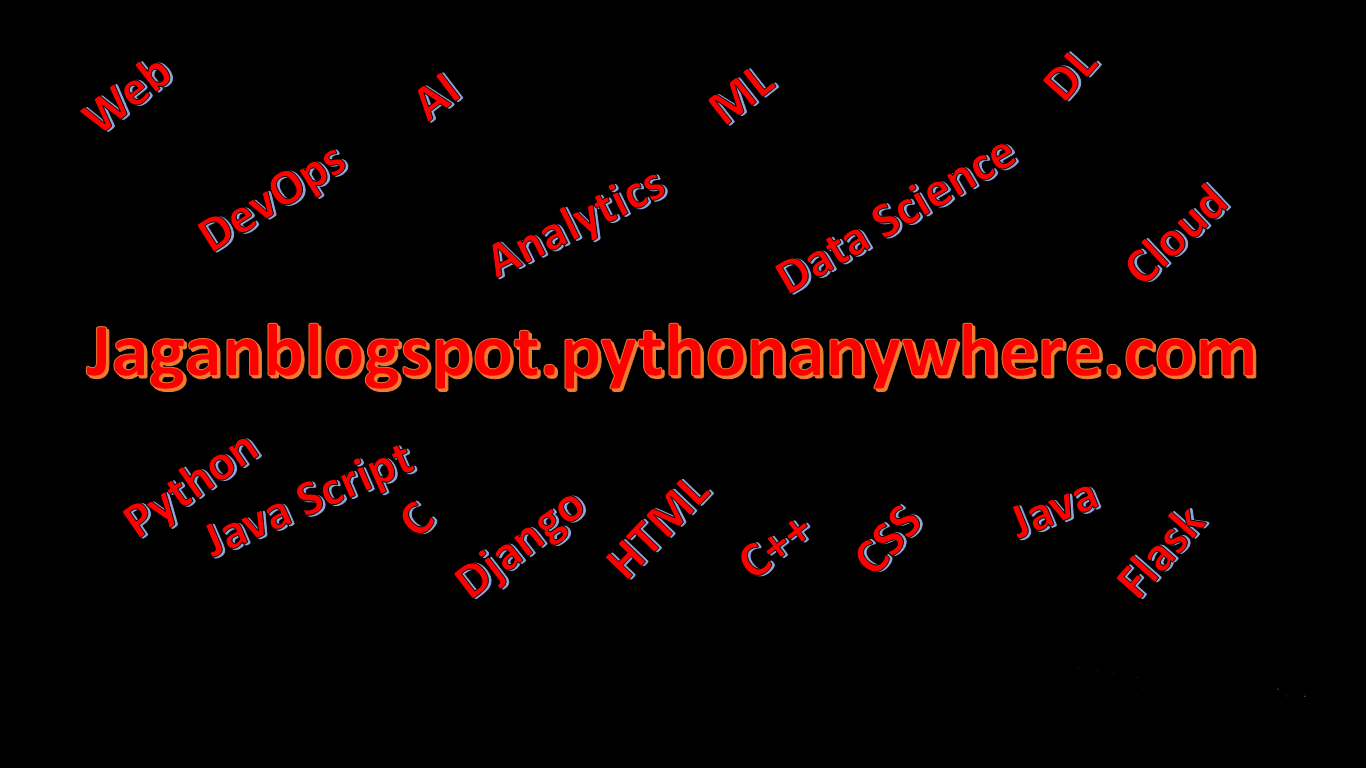 Web
AI
ML
DL
DevOps
Analytics
Data Science
Cloud
Jaganblogspot.pythonanywhere.com
Python
Java Script
C
Django
HTML
C++
CSS
Java
Flask